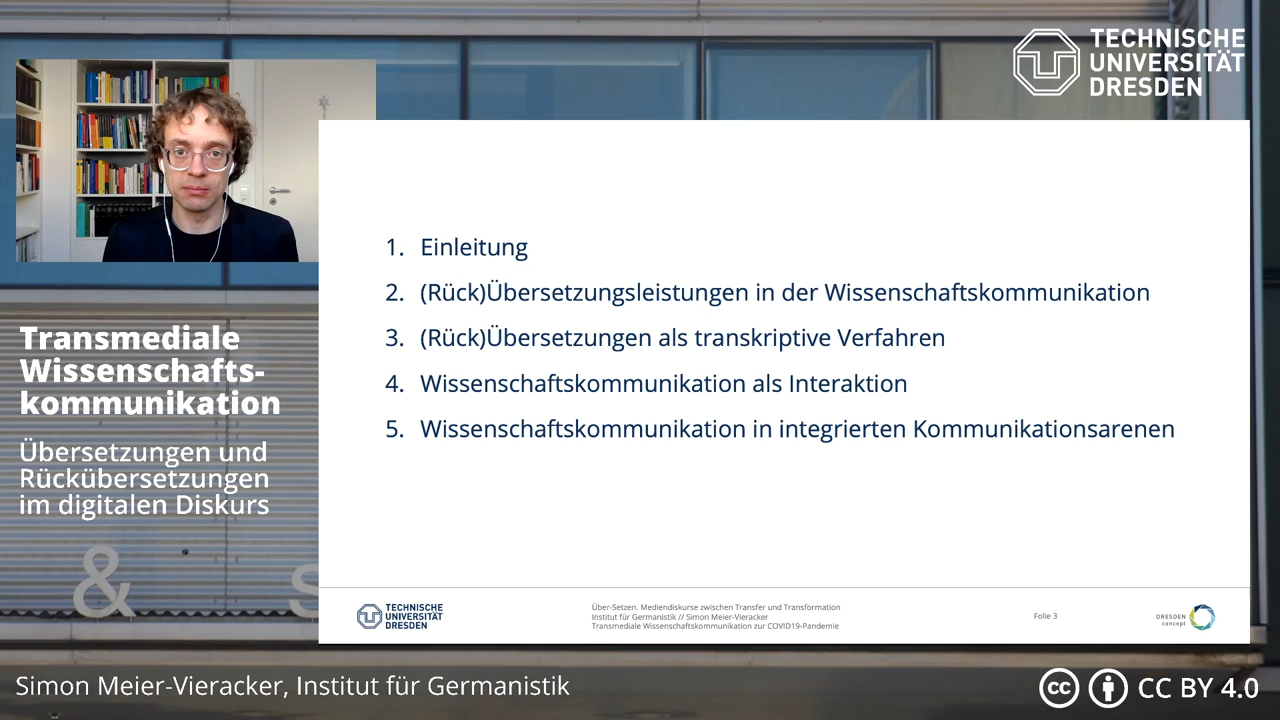 TECHNISCHE
UNIVERSITÄT
DRESDEN
1. Einleitung
2. (Rück)Übersetzungsleistungen in der Wissenschaftskommunikation
3. (Rück)Übersetzungen als transkriptive Verfahren
4. Wissenschaftskommunikation als Interaktion
5. Wissenschaftskommunikation in integrierten Kommunikationsarenen
Transmediale
Wissenschafts-
kommunikation
Übersetzungen und
Rückübersetzungen
im digitalen Diskurs
& s
TECHNISCHE
UNIVERSITÄT
DRESDEN
Über-Setzen. Mediendiskurse zwischen Transfer und Transformation
Institut für Germanistik // Simon Meier-Vieracker
Transmediale Wissenschaftskommunikation zur COVID19-Pandemie
Folie 3
DRESDEN
concept
Simon Meier-Vieracker, Institut für Germanistik
cc CC BY 4.0